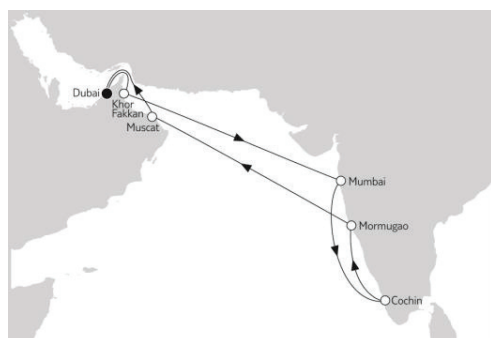 Dubai
Khor
Fakkan
Muscat
Mumbai
Mormugao
Cochin